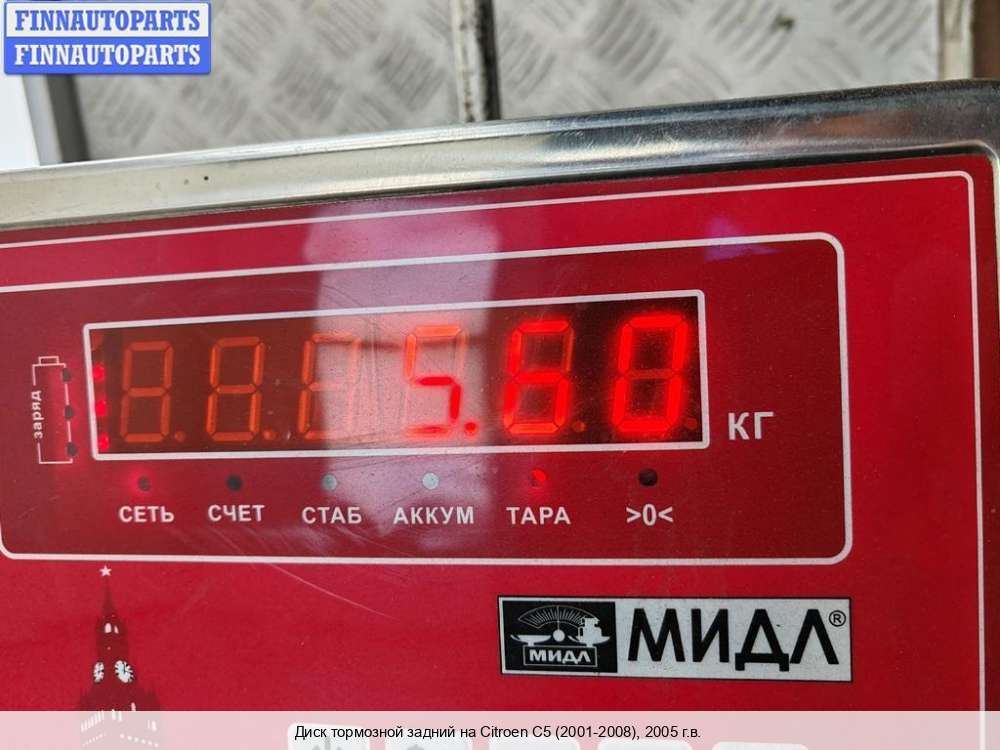 FINNAUTOPARTS
FINNAUTOPARTS
заряд
5.60
КГ
СЕТЬ СЧЕТ СТАБ АККУМ ТАРА >0<
МИДЛ
МИДЛ®
Диск тормозной задний на Citroen C5 (2001-2008), 2005 г.в.